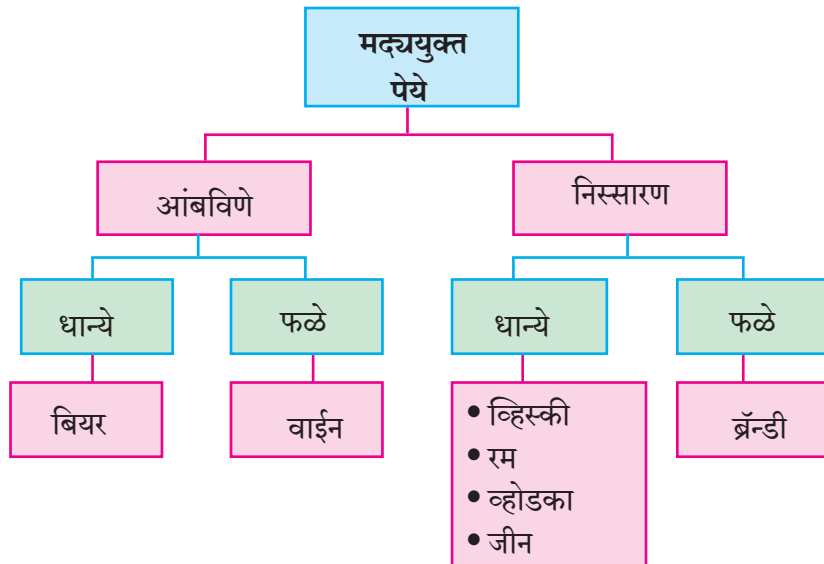 मद्ययुक्त
पेये
आंबविणे
निस्सारण
धान्ये
फळे
धान्ये
फळे
बियर
वाईन
• व्हिस्की
• रम
• व्होडका
• जीन
ब्रॅन्डी